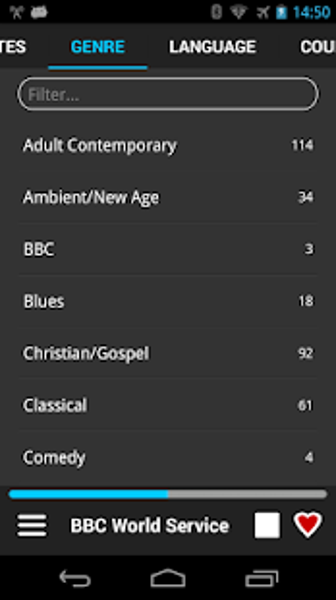 14:50
TES GENRE LANGUAGE COU
Filter...
Adult Contemporary 114
Ambient/New Age 34
BBC 3
Blues 18
Christian/Gospel 92
Classical 61
Comedy 4
BBC World Service